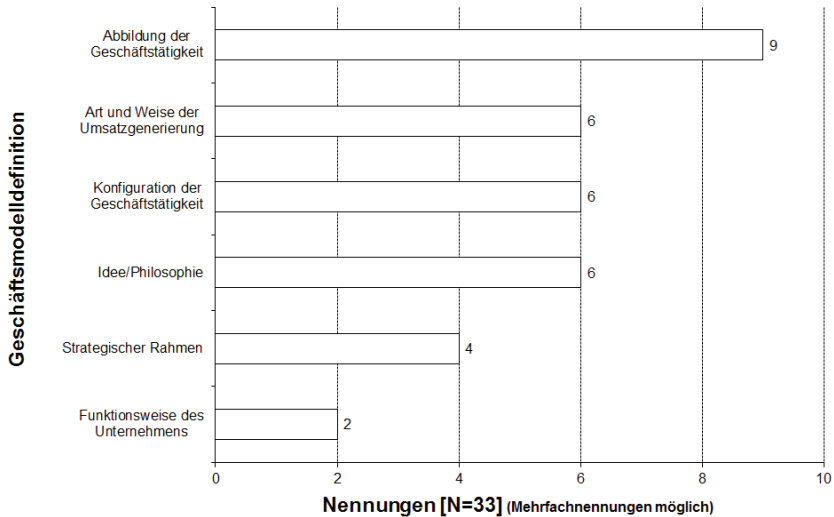 Geschäftsmodelldefinition
Abbildung der
Geschäftstätigkeit
9
Art und Weise der
Umsatzgenerierung
6
Konfiguration der
Geschäftstätigkeit
6
Idee/Philosophie
6
Strategischer Rahmen
4
Funktionsweise des
Unternehmens
2
0 2 4 6 8 10
Nennungen [N=33] (Mehrfachnennungen möglich)